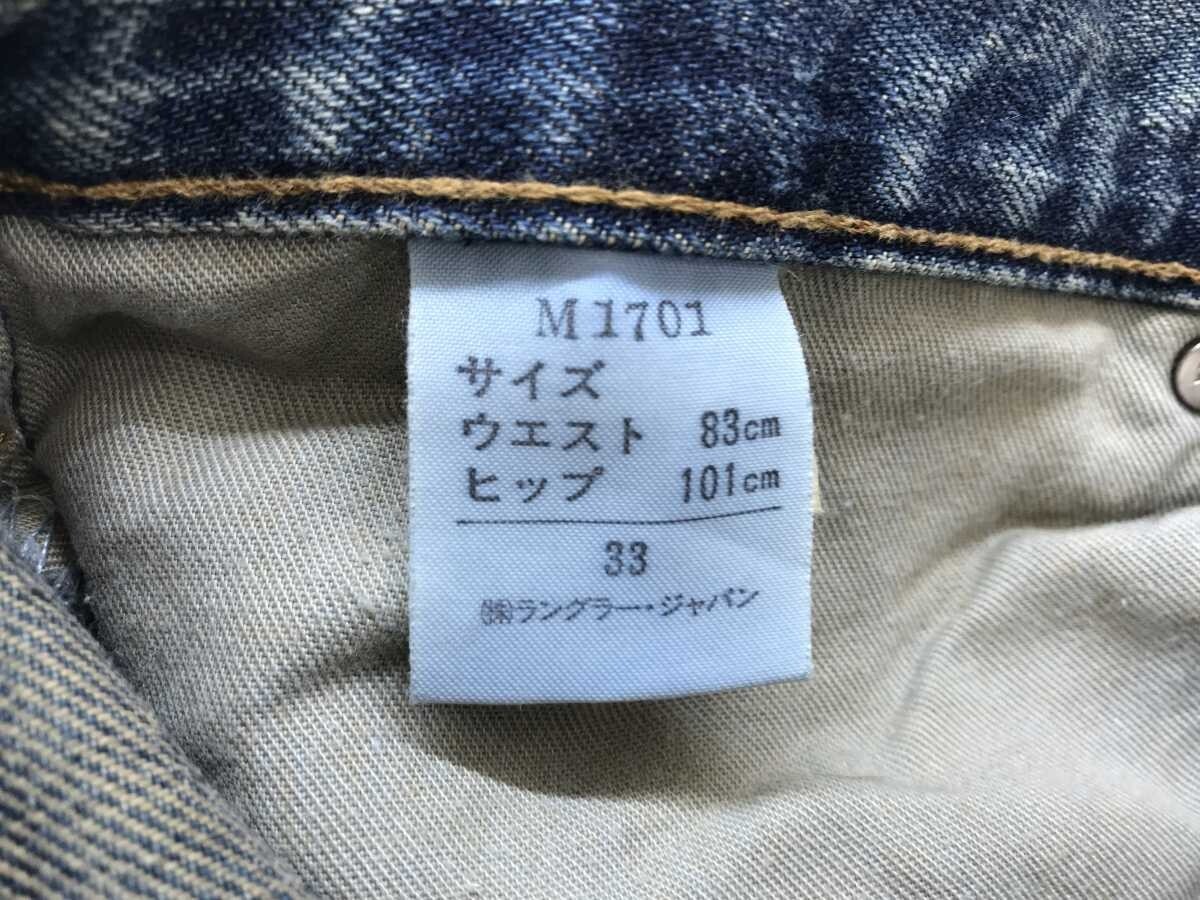 M1701
サイズ
ウエスト 83cm
ヒップ 101cm
33
㈱ラングラー・ジャパン